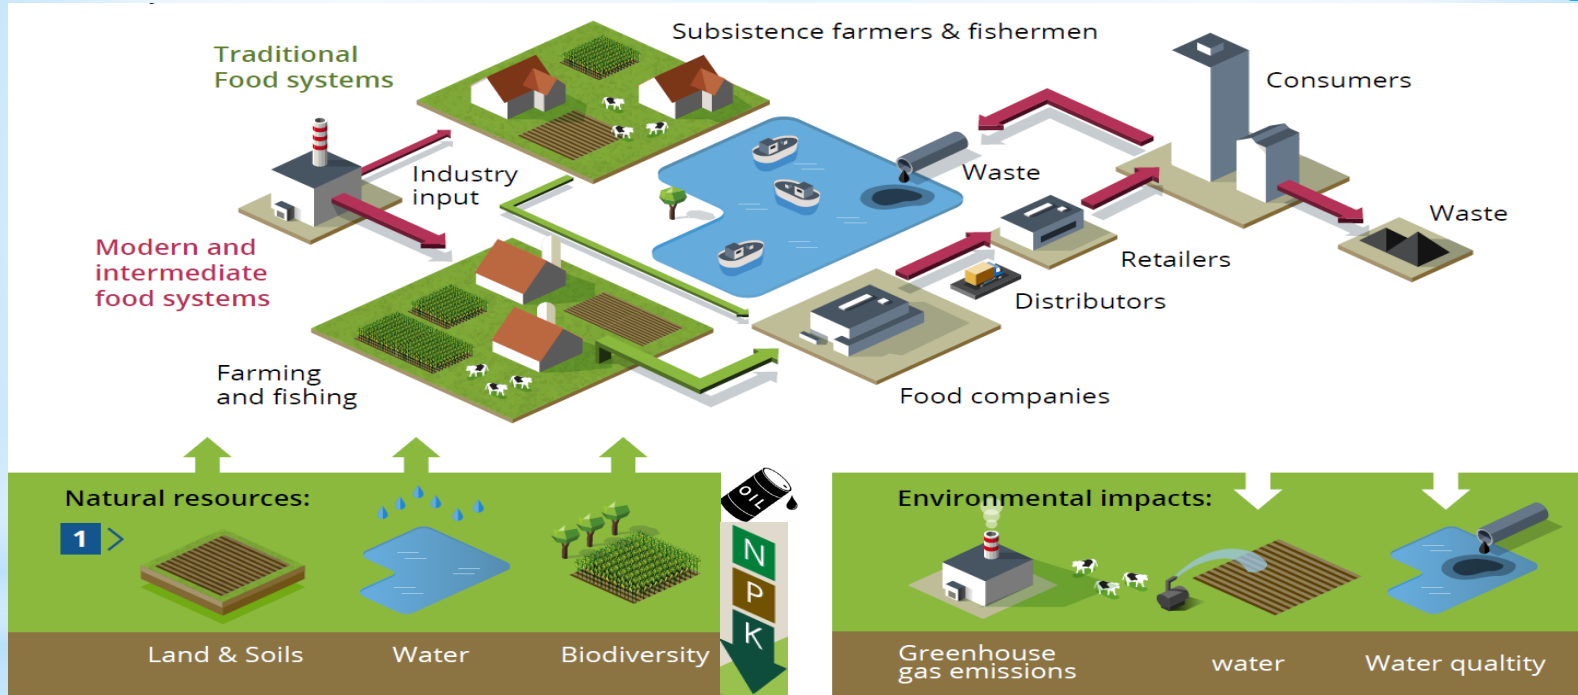 Traditional
Food systems
Subsistence farmers & fishermen
Consumers
Industry
input
Waste
Waste
Modern and
intermediate
food systems
Retailers
Distributors
Farming
and fishing
Food companies
Natural resources:
1
OIL
N
P
K
Land & Soils
Water
Biodiversity
Environmental impacts:
Greenhouse
gas emissions
water
Water qualtity